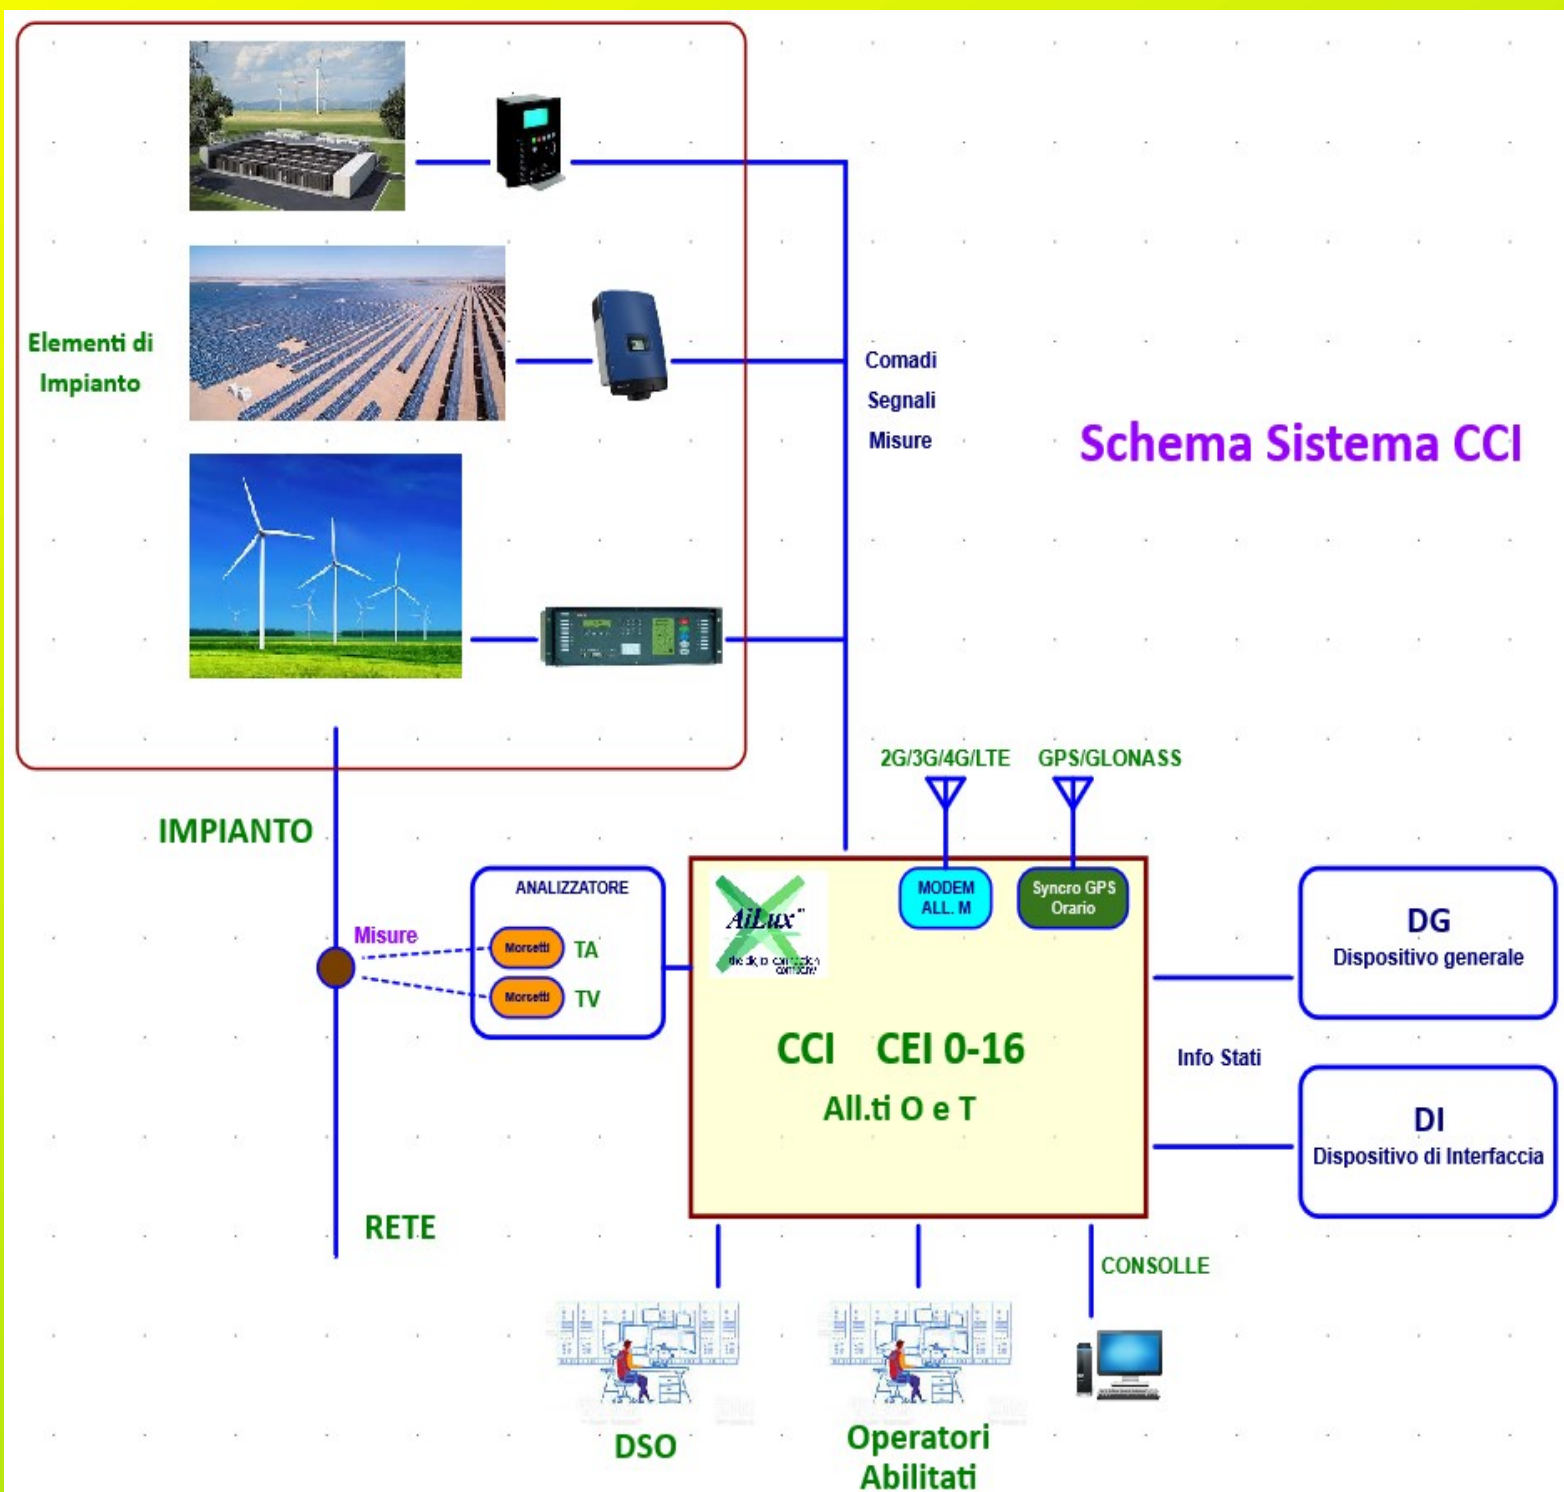 Elementi di
Impianto
Comadi
Segnali
Misure
Schema Sistema CCI
2G/3G/4G/LTE
GPS/GLONASS
IMPIANTO
ANALIZZATORE
Misure
Morsetti
TA
Morsetti
TV
AiLux
company
MODEM
ALL. M
Syncro GPS
Orario
CCI CEI 0-16
All.ti O e T
DG
Dispositivo generale
Info Stati
DI
Dispositivo di Interfaccia
RETE
CONSOLLE
DSO
Operatori
Abilitati